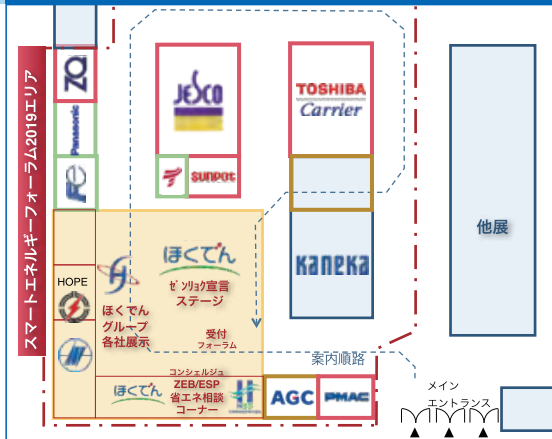 スマートエネルギーフォーラム2019エリア
ZQ
Panasonic
Fe
JESCO
SUNPOT
TOSHIBA
Carrier
Kaneka
他展
ほくでん
ｾﾞﾝﾘｮｸ宣言
ステージ
HOPE
ほくでん
グループ
各社展示
受付
フォーラム
案内順路
コンシェルジュ
ZEB/ESP
省エネ相談
コーナー
ほくでん
AGC
PMAC
メイン
エントランス